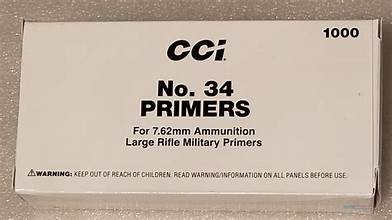 CCI
1000
No. 34
PRIMERS
For 7.62mm Ammunition
Large Rifle Military Primers
⚠WARNING: KEEP OUT OF REACH OF CHILDREN. READ WARNING/INFORMATION ON ALL PANELS BEFORE USE.